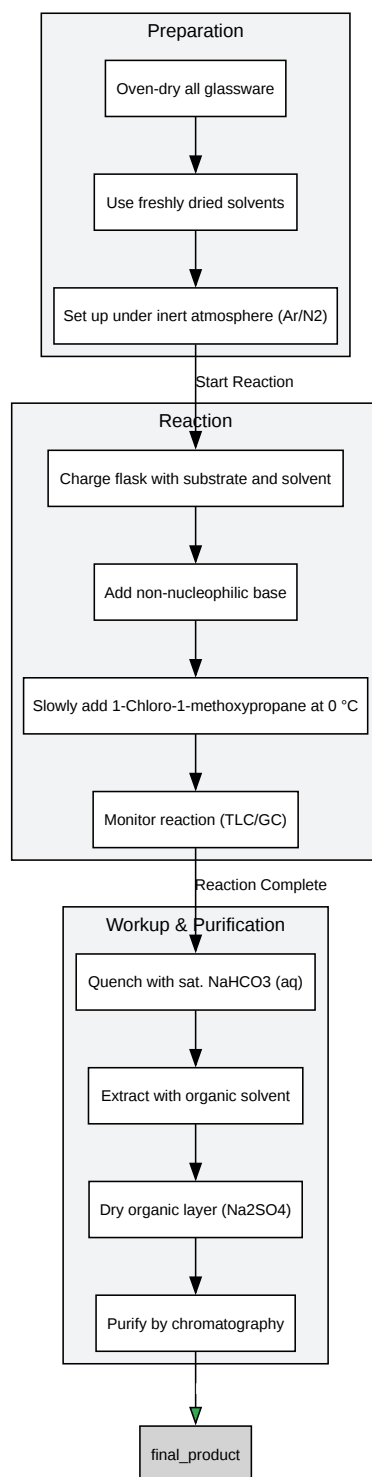 Preparation
Oven-dry all glassware
Use freshly dried solvents
Set up under inert atmosphere (Ar/N2)
Start Reaction
Reaction
Charge flask with substrate and solvent
Add non-nucleophilic base
Slowly add 1-Chloro-1-methoxypropane at 0 °C
Monitor reaction (TLC/GC)
Reaction Complete
Workup & Purification
Quench with sat. NaHCO3 (aq)
Extract with organic solvent
Dry organic layer (Na2SO4)
Purify by chromatography
final_product